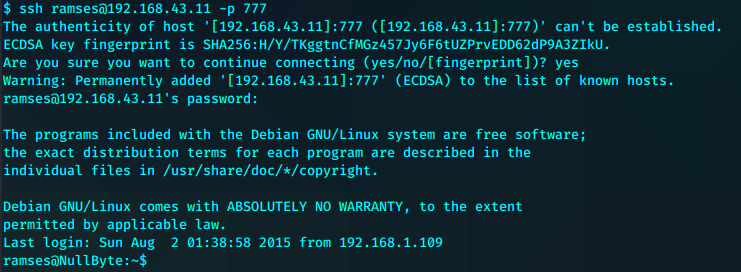 $ ssh ramses@192.168.43.11 -p 777
The authenticity of host '[192.168.43.11]:777 ([192.168.43.11]:777)' can't be established.
ECDSA key fingerprint is SHA256:H/Y/TKggtnCfMGz457Jy6F6tUZPrvEDD62dP9A3ZIkU.
Are you sure you want to continue connecting (yes/no/[fingerprint])? yes
Warning: Permanently added '[192.168.43.11]:777' (ECDSA) to the list of known hosts.
ramses@192.168.43.11's password:
The programs included with the Debian GNU/Linux system are free software;
the exact distribution terms for each program are described in the
individual files in /usr/share/doc/*/copyright.
Debian GNU/Linux comes with ABSOLUTELY NO WARRANTY, to the extent
permitted by applicable law.
Last login: Sun Aug  2 01:38:58 2015 from 192.168.1.109
ramses@NullByte:~$